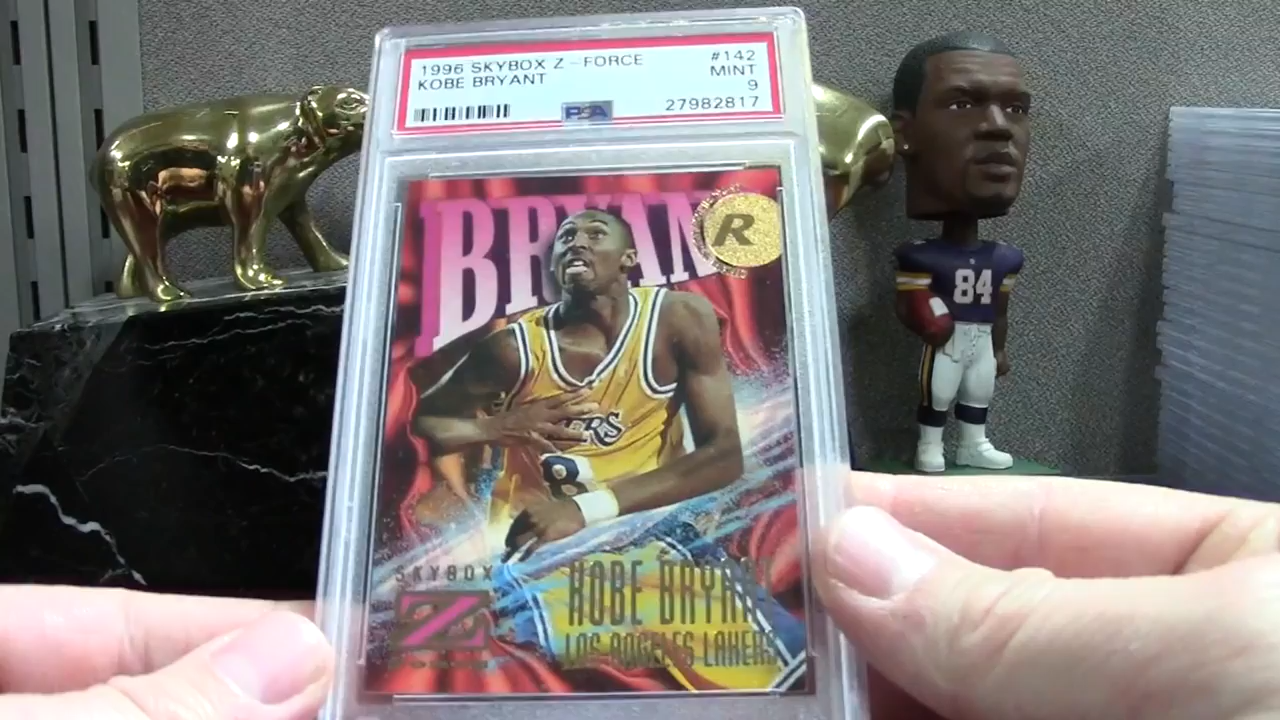 1996 SKYBOX Z-FORCE #142
KOBE BRYANT MINT
9
PSA 27982817
BRYAN
R
LAKERS
8
SKYBOX
Z
KOBE BRYANT
LOS ANGELES LAKERS
84